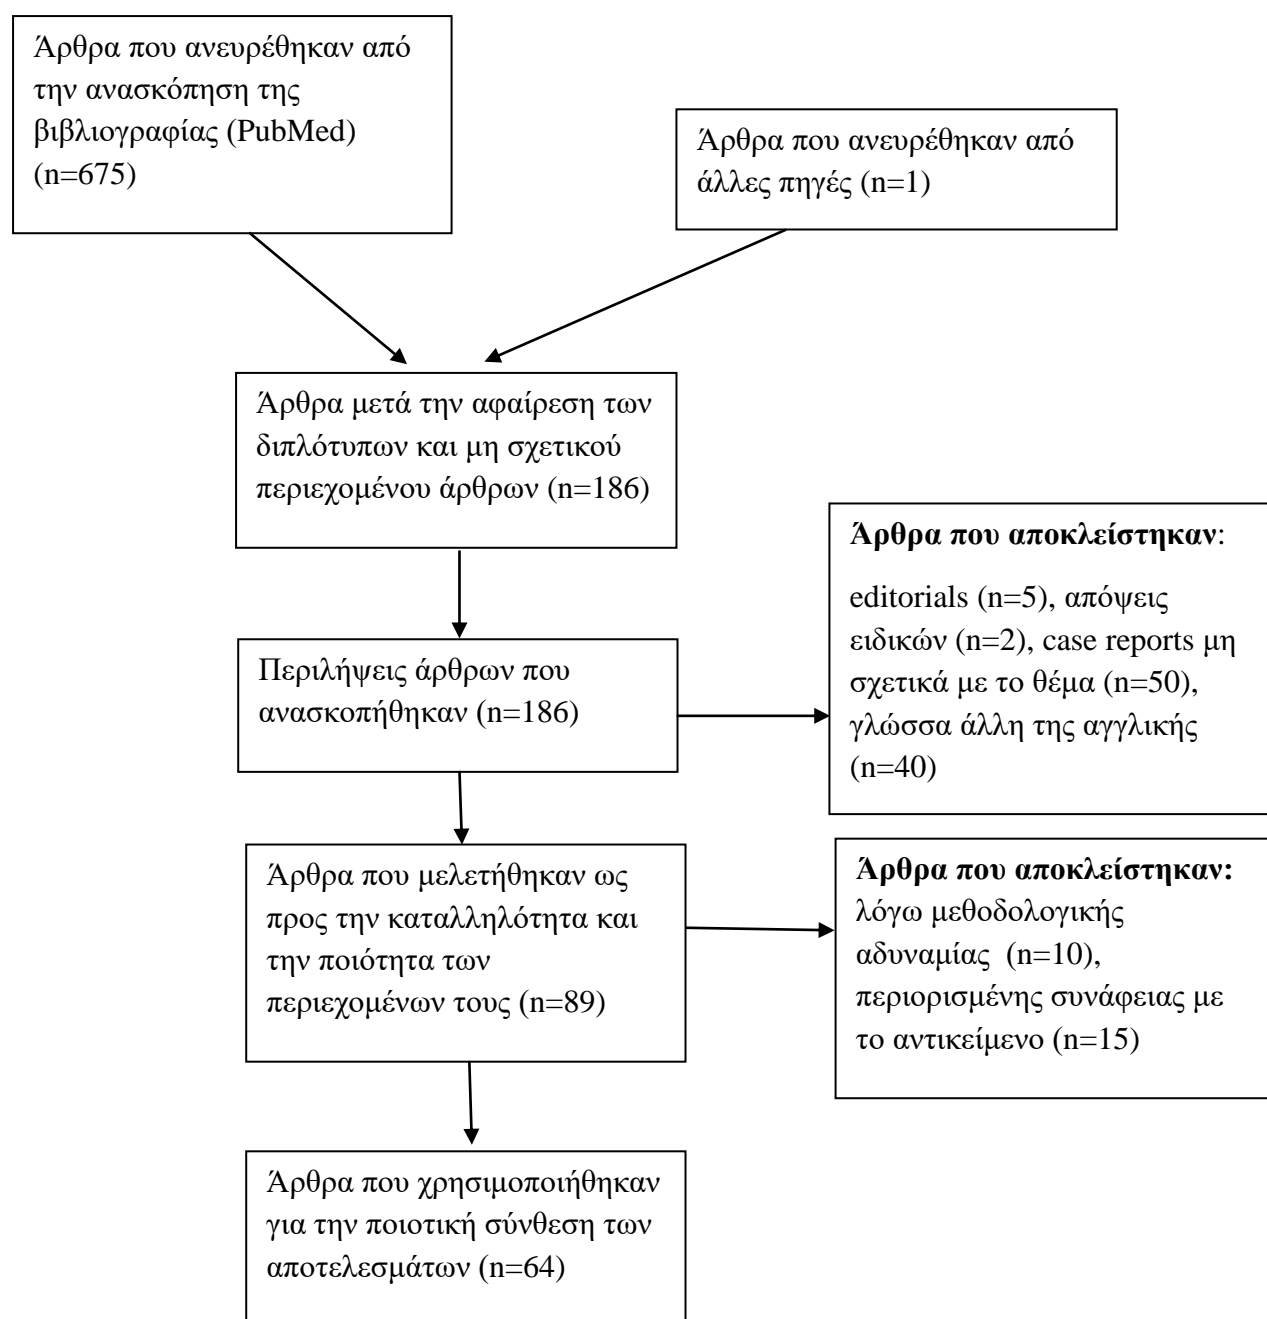 Άρθρα που ανευρέθηκαν από
την ανασκόπηση της
βιβλιογραφίας (PubMed)
(n=675)
Άρθρα που ανευρέθηκαν από
άλλες πηγές (n=1)
Άρθρα μετά την αφαίρεση των
διπλότυπων και μη σχετικού
περιεχομένου άρθρων (n=186)
Περιλήψεις άρθρων που
ανασκοπήθηκαν (n=186)
Άρθρα που αποκλείστηκαν:
editorials (n=5), απόψεις
ειδικών (n=2), case reports μη
σχετικά με το θέμα (n=50),
γλώσσα άλλη της αγγλικής
(n=40)
Άρθρα που μελετήθηκαν ως
προς την καταλληλότητα και
την ποιότητα των
περιεχομένων τους (n=89)
Άρθρα που αποκλείστηκαν:
λόγω μεθοδολογικής
αδυναμίας  (n=10),
περιορισμένης συνάφειας με
το αντικείμενο (n=15)
Άρθρα που χρησιμοποιήθηκαν
για την ποιοτική σύνθεση των
αποτελεσμάτων (n=64)